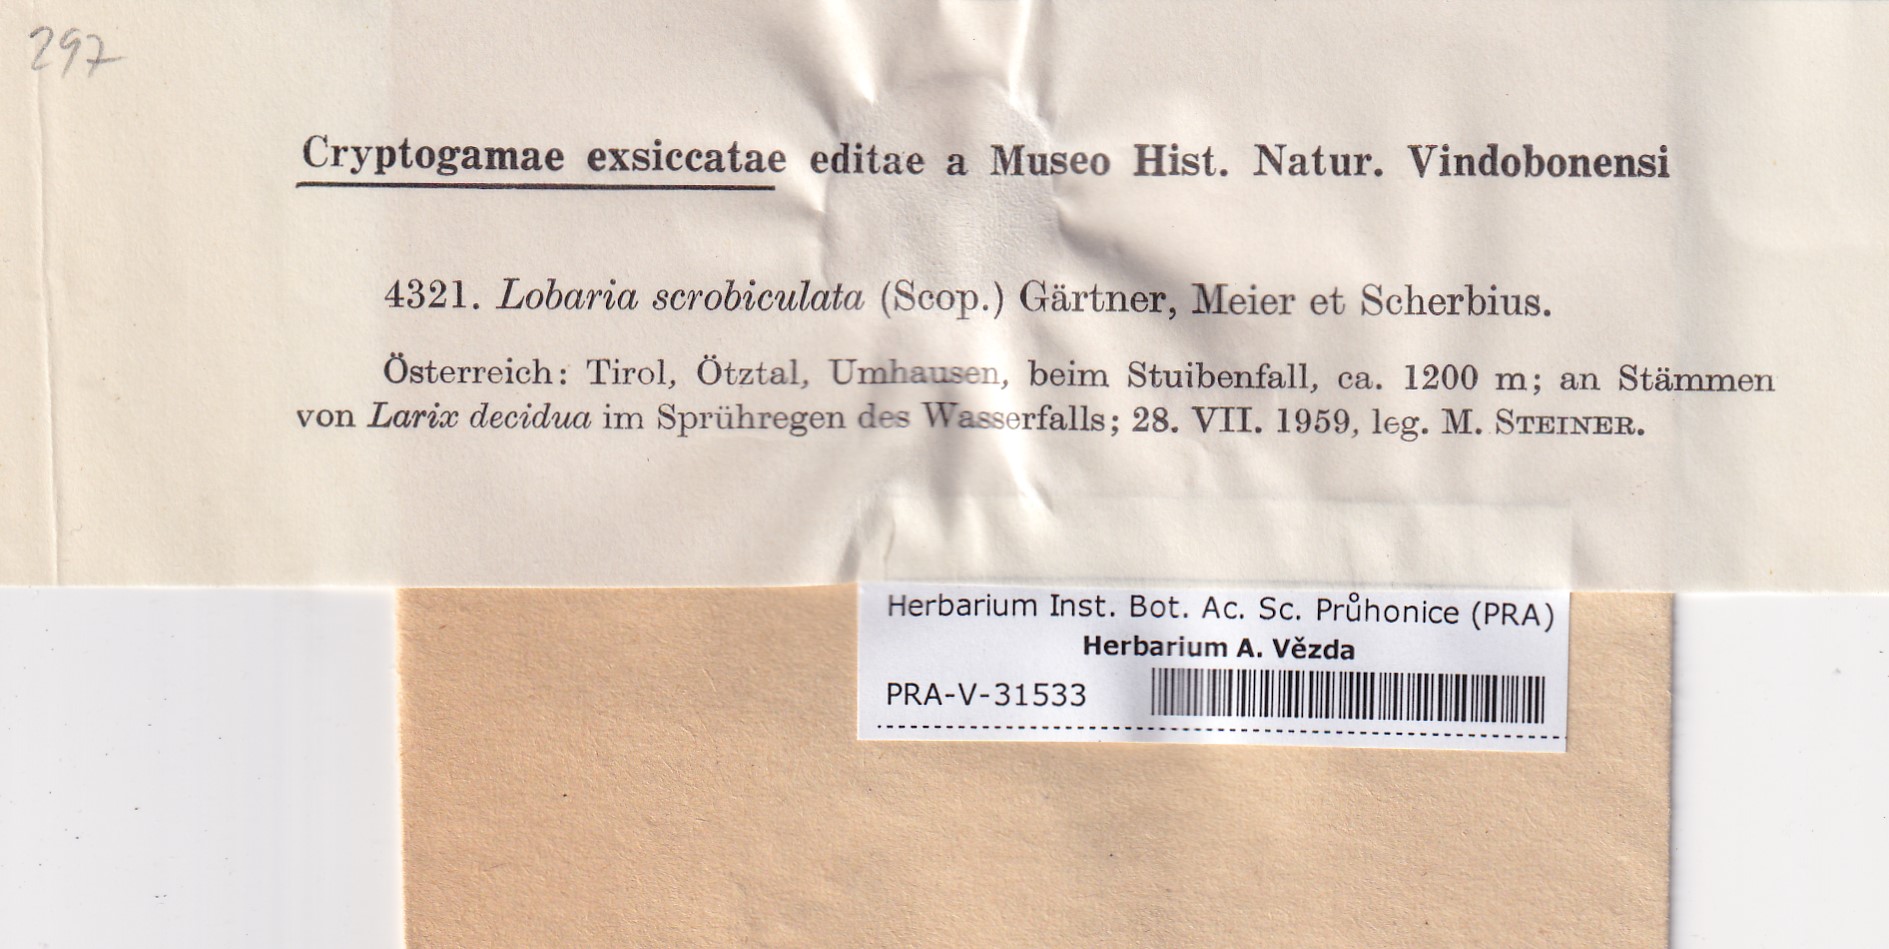 297
Cryptogamae exsiccatae editae a Museo Hist. Natur. Vindobonensi
4321. Lobaria scrobiculata (Scop.) Gärtner, Meier et Scherbius.
Österreich: Tirol, Ötztal, Umhausen, beim Stuibenfall, ca. 1200 m; an Stämmen
von Larix decidua im Sprühregen des Wasserfalls; 28. VII. 1959, leg. M. STEINER.
Herbarium Inst. Bot. Ac. Sc. Průhonice (PRA)
Herbarium A. Vězda
PRA-V-31533